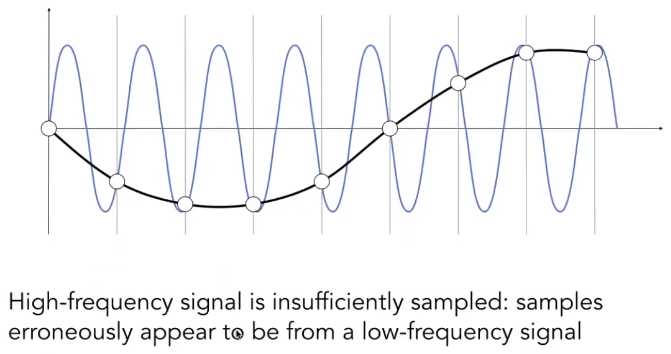 High-frequency signal is insufficiently sampled: samples
erroneously appear to be from a low-frequency signal